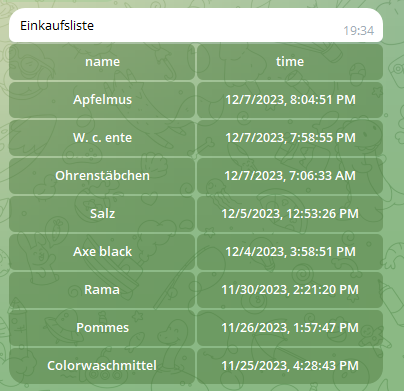 Einkaufsliste
19:34
name time
Apfelmus 12/7/2023, 8:04:51 PM
W. c. ente 12/7/2023, 7:58:55 PM
Ohrenstäbchen 12/7/2023, 7:06:33 AM
Salz 12/5/2023, 12:53:26 PM
Axe black 12/4/2023, 3:58:51 PM
Rama 11/30/2023, 2:21:20 PM
Pommes 11/26/2023, 1:57:47 PM
Colorwaschmittel 11/25/2023, 4:28:43 PM